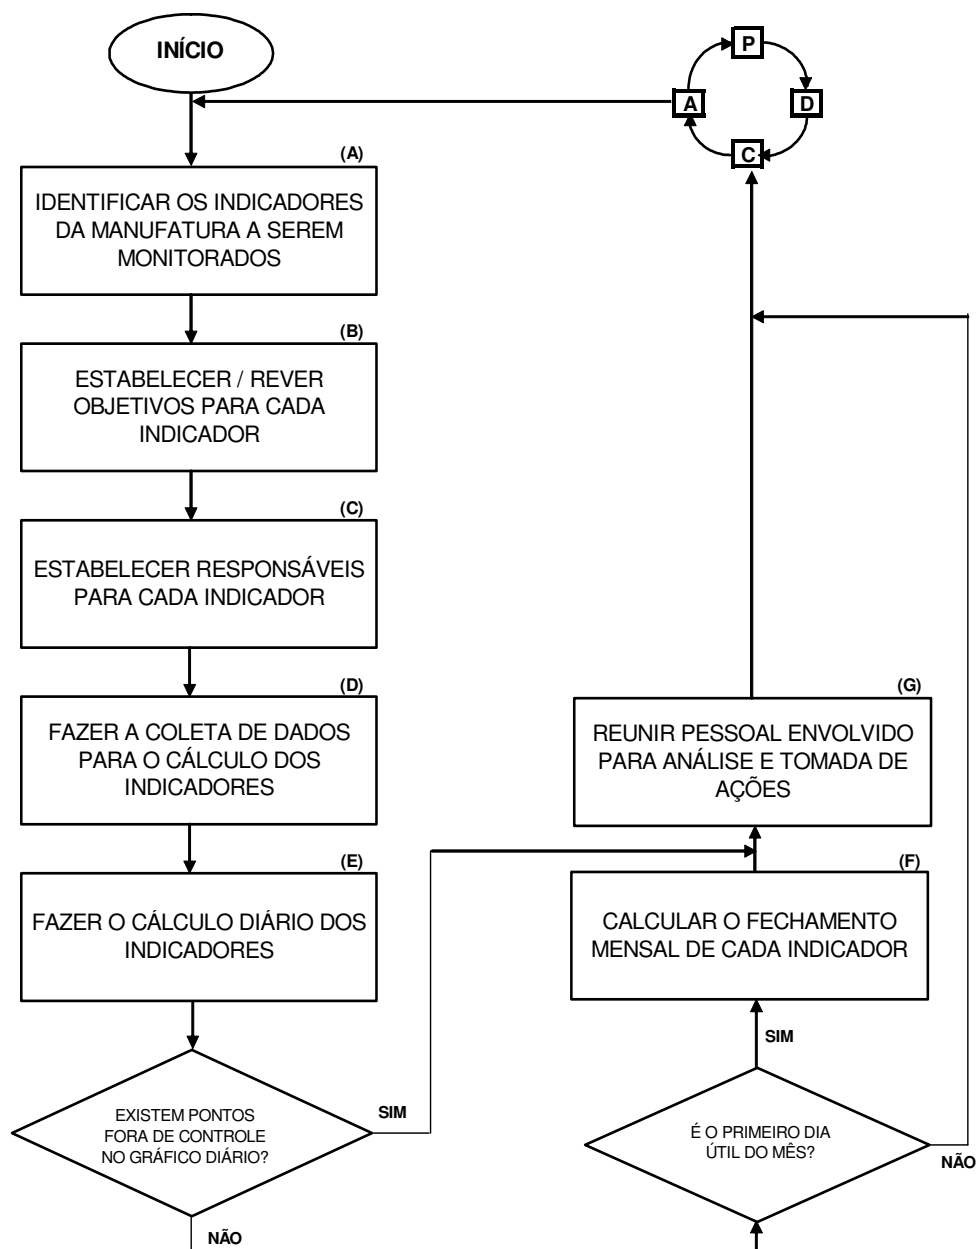 INÍCIO
(A)
IDENTIFICAR OS INDICADORES
DA MANUFATURA A SEREM
MONITORADOS
(B)
ESTABELECER / REVER
OBJETIVOS PARA CADA
INDICADOR
(C)
ESTABELECER RESPONSÁVEIS
PARA CADA INDICADOR
(D)
FAZER A COLETA DE DADOS
PARA O CÁLCULO DOS
INDICADORES
(E)
FAZER O CÁLCULO DIÁRIO DOS
INDICADORES
EXISTEM PONTOS
FORA DE CONTROLE
NO GRÁFICO DIÁRIO?
SIM
NÃO
P
D
C
A
(G)
REUNIR PESSOAL ENVOLVIDO
PARA ANÁLISE E TOMADA DE
AÇÕES
(F)
CALCULAR O FECHAMENTO
MENSAL DE CADA INDICADOR
SIM
É O PRIMEIRO DIA
ÚTIL DO MÊS?
NÃO